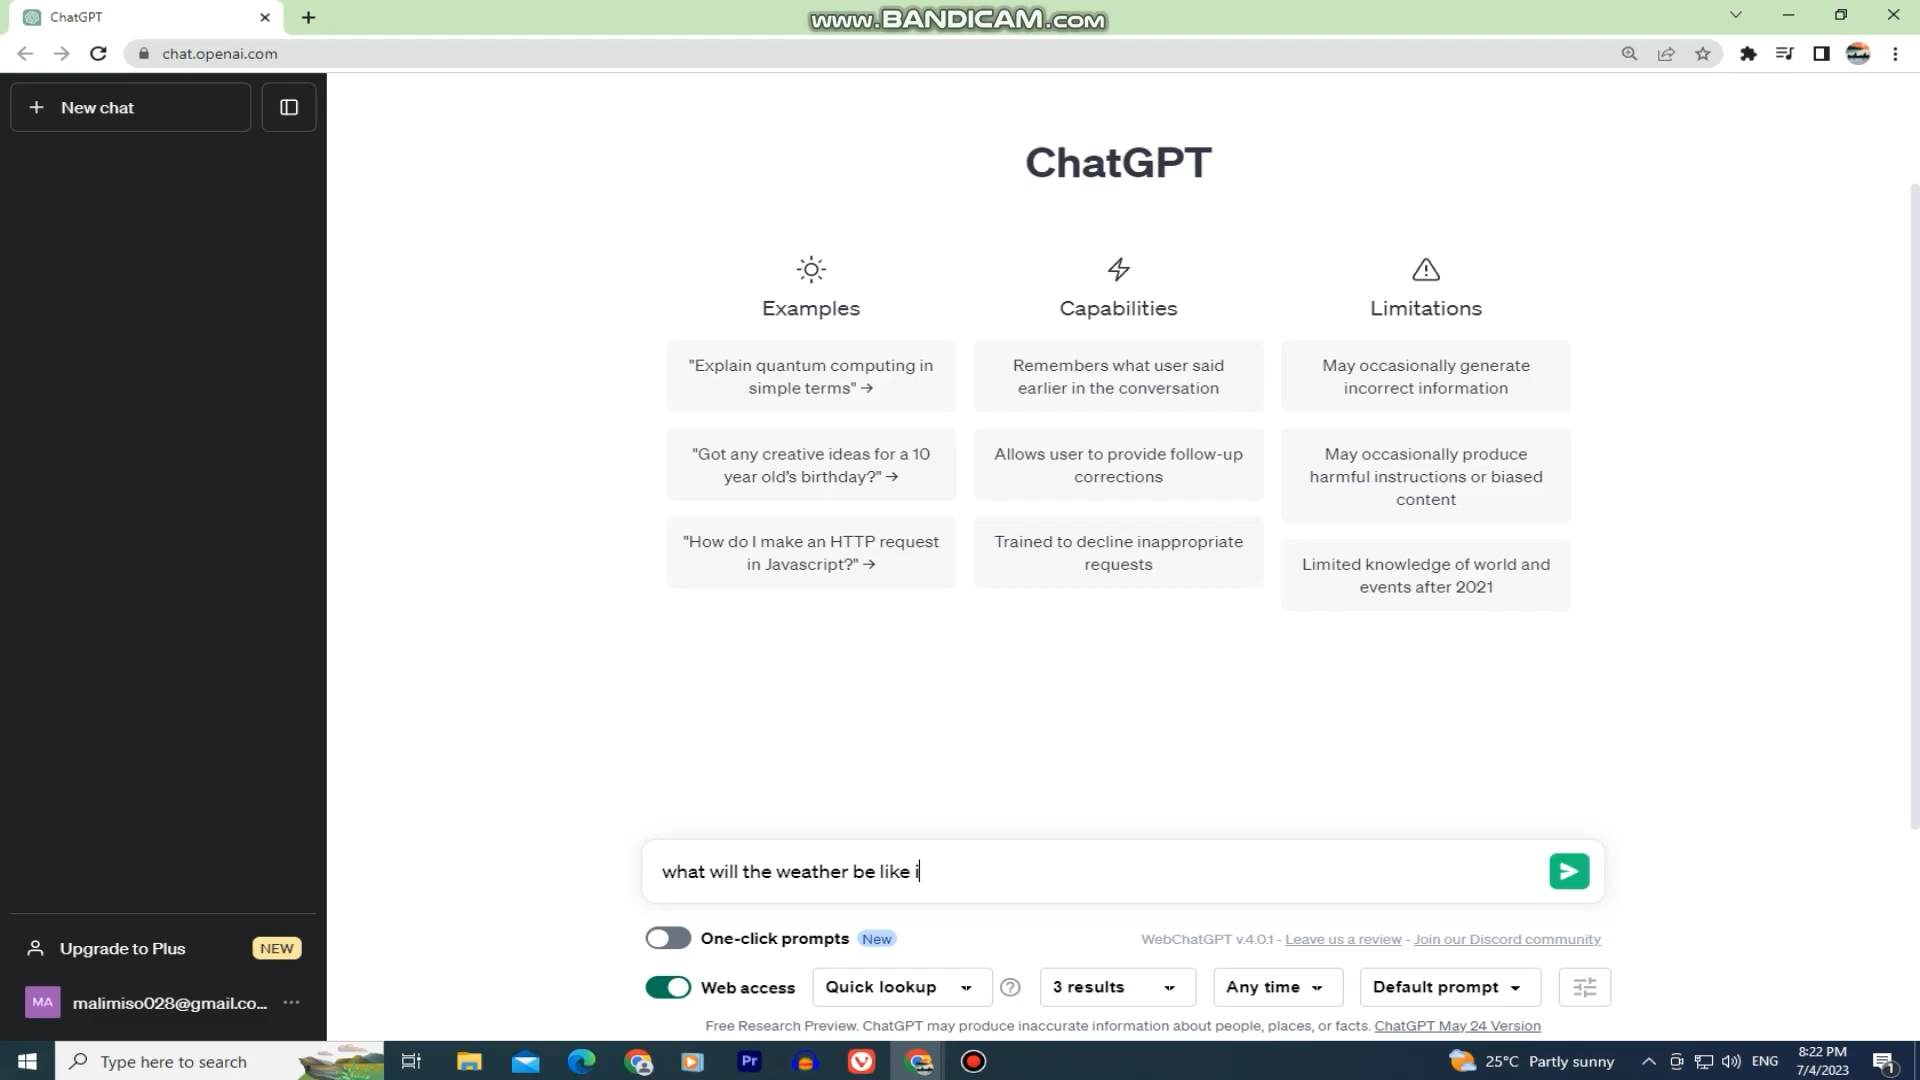 ChatGPT
www.BANDICAM.com
chat.openai.com
New chat
ChatGPT
Examples
"Explain quantum computing in
simple terms" →
"Got any creative ideas for a 10
year old's birthday?" →
"How do I make an HTTP request
in Javascript?" →
Capabilities
Remembers what user said
earlier in the conversation
Allows user to provide follow-up
corrections
Trained to decline inappropriate
requests
Limitations
May occasionally generate
incorrect information
May occasionally produce
harmful instructions or biased
content
Limited knowledge of world and
events after 2021
what will the weather be like i
One-click prompts New
WebChatGPT v.4.0.1 - Leave us a review - Join our Discord community
Web access
Quick lookup
3 results
Any time
Default prompt
Free Research Preview. ChatGPT may produce inaccurate information about people, places, or facts. ChatGPT May 24 Version
Upgrade to Plus NEW
MA malimiso028@gmail.co...
Type here to search
Pr
25°C Partly sunny
ENG
8:22 PM
7/4/2023
1